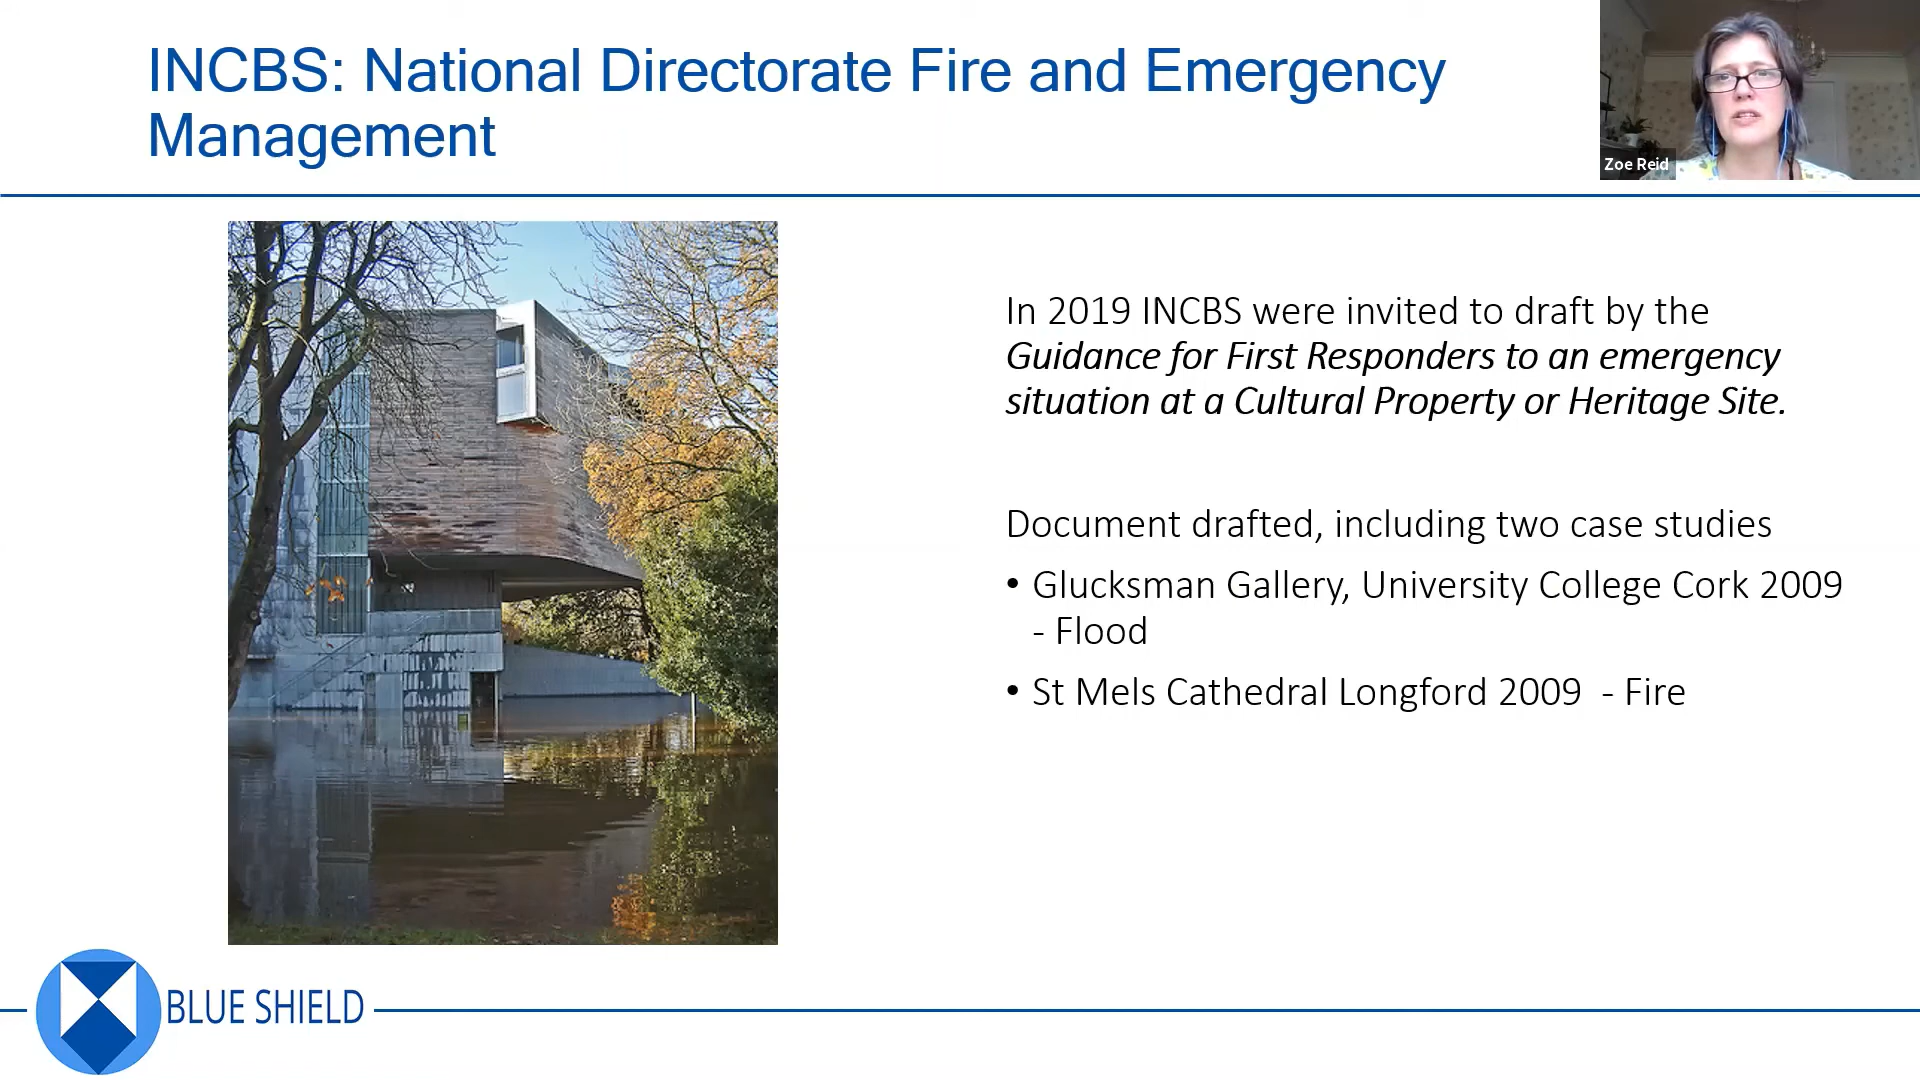 INCBS: National Directorate Fire and Emergency
Management
Zoe Reid
In 2019 INCBS were invited to draft by the
Guidance for First Responders to an emergency
situation at a Cultural Property or Heritage Site.
Document drafted, including two case studies
• Glucksman Gallery, University College Cork 2009
- Flood
• St Mels Cathedral Longford 2009  - Fire
BLUE SHIELD